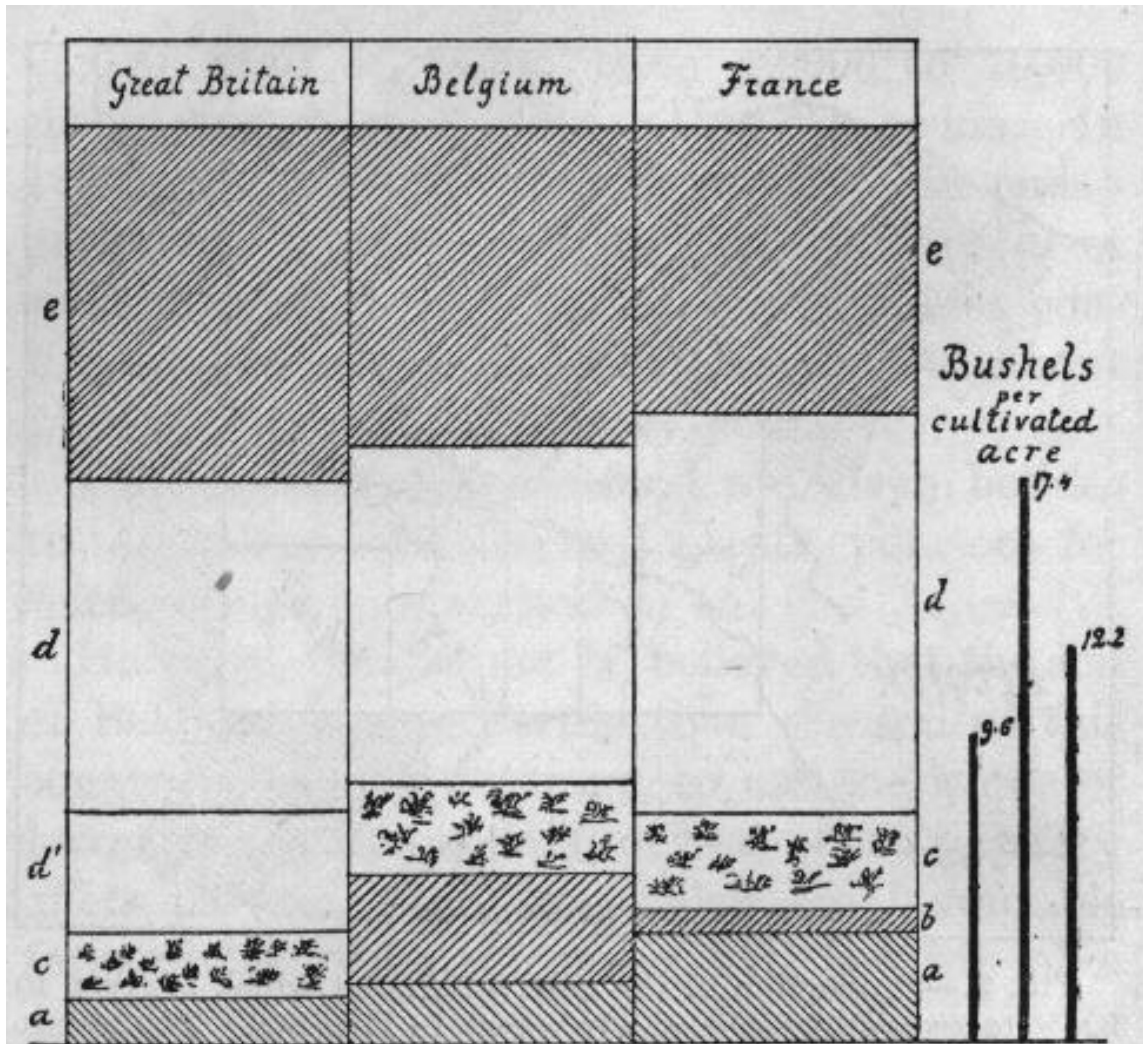 Great Britain
Belgium
France
e
e
Bushels
per
cultivated
acre
17.4
d
d
12.2
9.6
d'
c
b
c
a
a